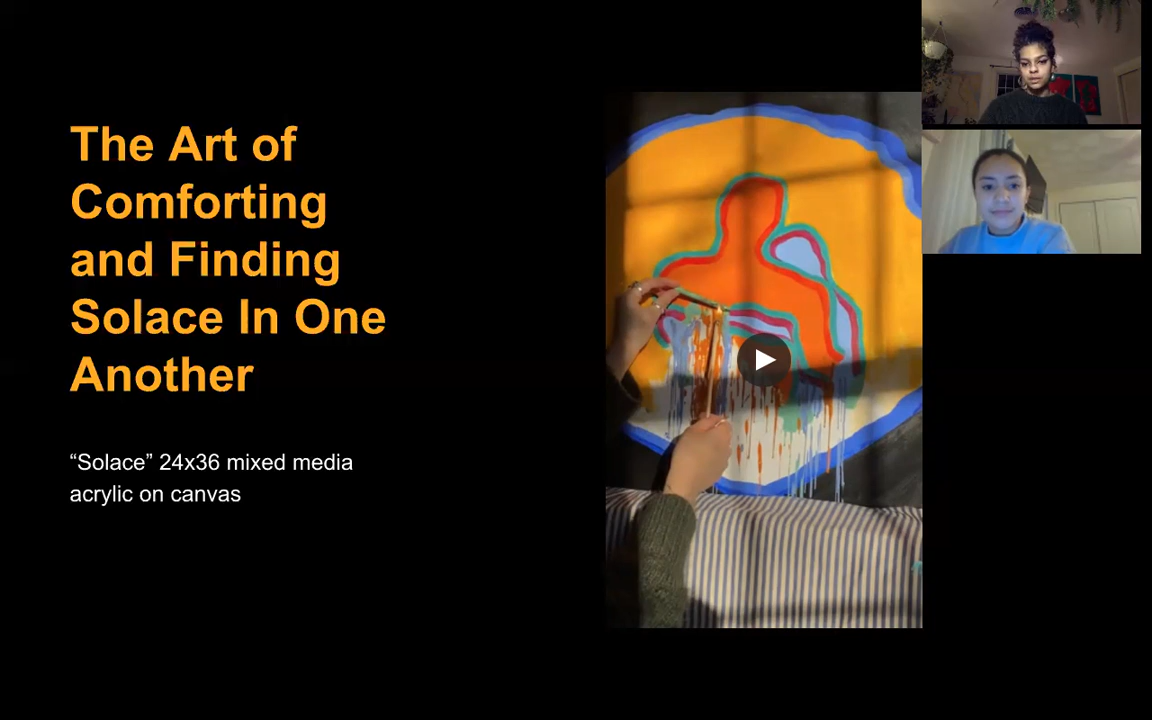 The Art of
Comforting
and Finding
Solace In One
Another
“Solace” 24x36 mixed media
acrylic on canvas